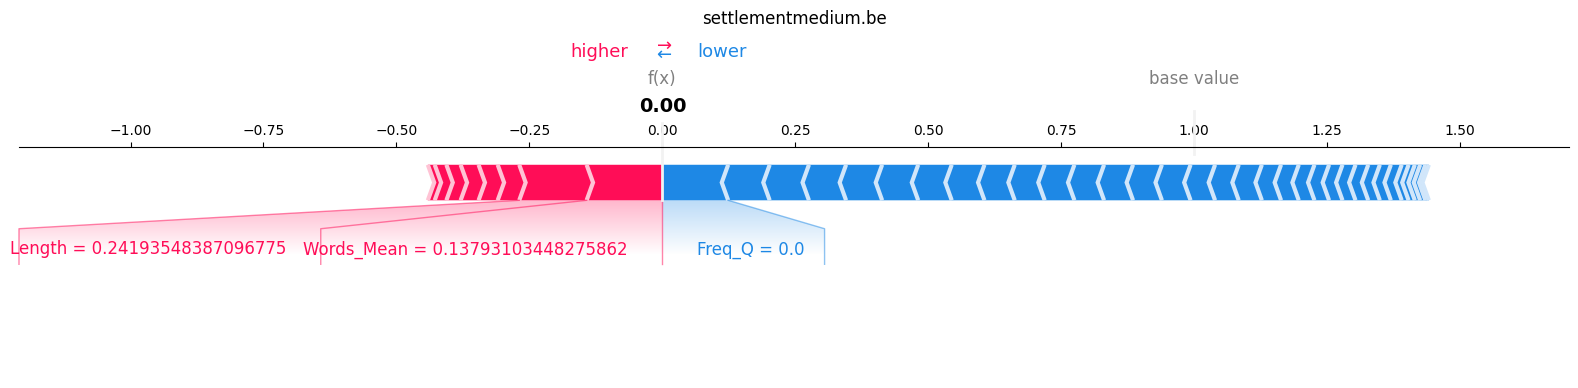 settlementmedium.be
higher → lower
←
f(x) base value
0.00
−1.00 −0.75 −0.50 −0.25 0.00 0.25 0.50 0.75 1.00 1.25 1.50
Length = 0.24193548387096775 Words_Mean = 0.13793103448275862 Freq_Q = 0.0